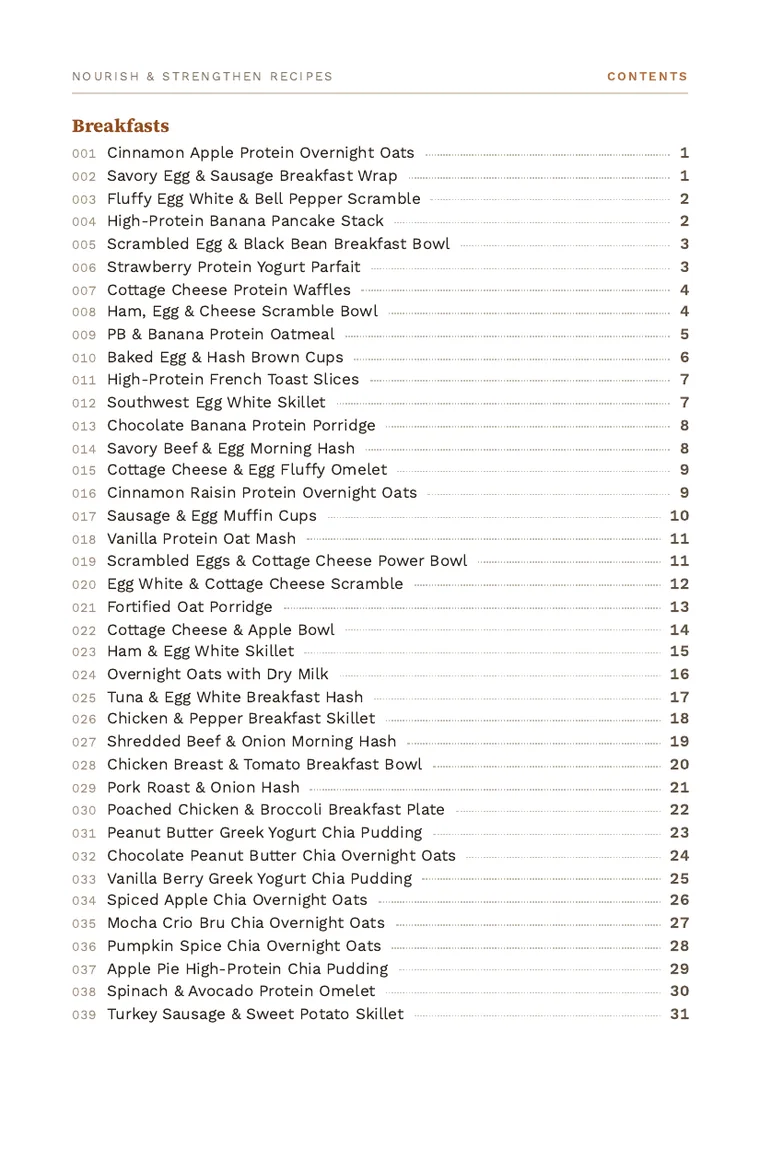 NOURISH & STRENGTHEN RECIPES CONTENTS
Breakfasts
001 Cinnamon Apple Protein Overnight Oats 1
002 Savory Egg & Sausage Breakfast Wrap 1
003 Fluffy Egg White & Bell Pepper Scramble 2
004 High-Protein Banana Pancake Stack 2
005 Scrambled Egg & Black Bean Breakfast Bowl 3
006 Strawberry Protein Yogurt Parfait 3
007 Cottage Cheese Protein Waffles 4
008 Ham, Egg & Cheese Scramble Bowl 4
009 PB & Banana Protein Oatmeal 5
010 Baked Egg & Hash Brown Cups 6
011 High-Protein French Toast Slices 7
012 Southwest Egg White Skillet 7
013 Chocolate Banana Protein Porridge 8
014 Savory Beef & Egg Morning Hash 8
015 Cottage Cheese & Egg Fluffy Omelet 9
016 Cinnamon Raisin Protein Overnight Oats 9
017 Sausage & Egg Muffin Cups 10
018 Vanilla Protein Oat Mash 11
019 Scrambled Eggs & Cottage Cheese Power Bowl 11
020 Egg White & Cottage Cheese Scramble 12
021 Fortified Oat Porridge 13
022 Cottage Cheese & Apple Bowl 14
023 Ham & Egg White Skillet 15
024 Overnight Oats with Dry Milk 16
025 Tuna & Egg White Breakfast Hash 17
026 Chicken & Pepper Breakfast Skillet 18
027 Shredded Beef & Onion Morning Hash 19
028 Chicken Breast & Tomato Breakfast Bowl 20
029 Pork Roast & Onion Hash 21
030 Poached Chicken & Broccoli Breakfast Plate 22
031 Peanut Butter Greek Yogurt Chia Pudding 23
032 Chocolate Peanut Butter Chia Overnight Oats 24
033 Vanilla Berry Greek Yogurt Chia Pudding 25
034 Spiced Apple Chia Overnight Oats 26
035 Mocha Crio Bru Chia Overnight Oats 27
036 Pumpkin Spice Chia Overnight Oats 28
037 Apple Pie High-Protein Chia Pudding 29
038 Spinach & Avocado Protein Omelet 30
039 Turkey Sausage & Sweet Potato Skillet 31